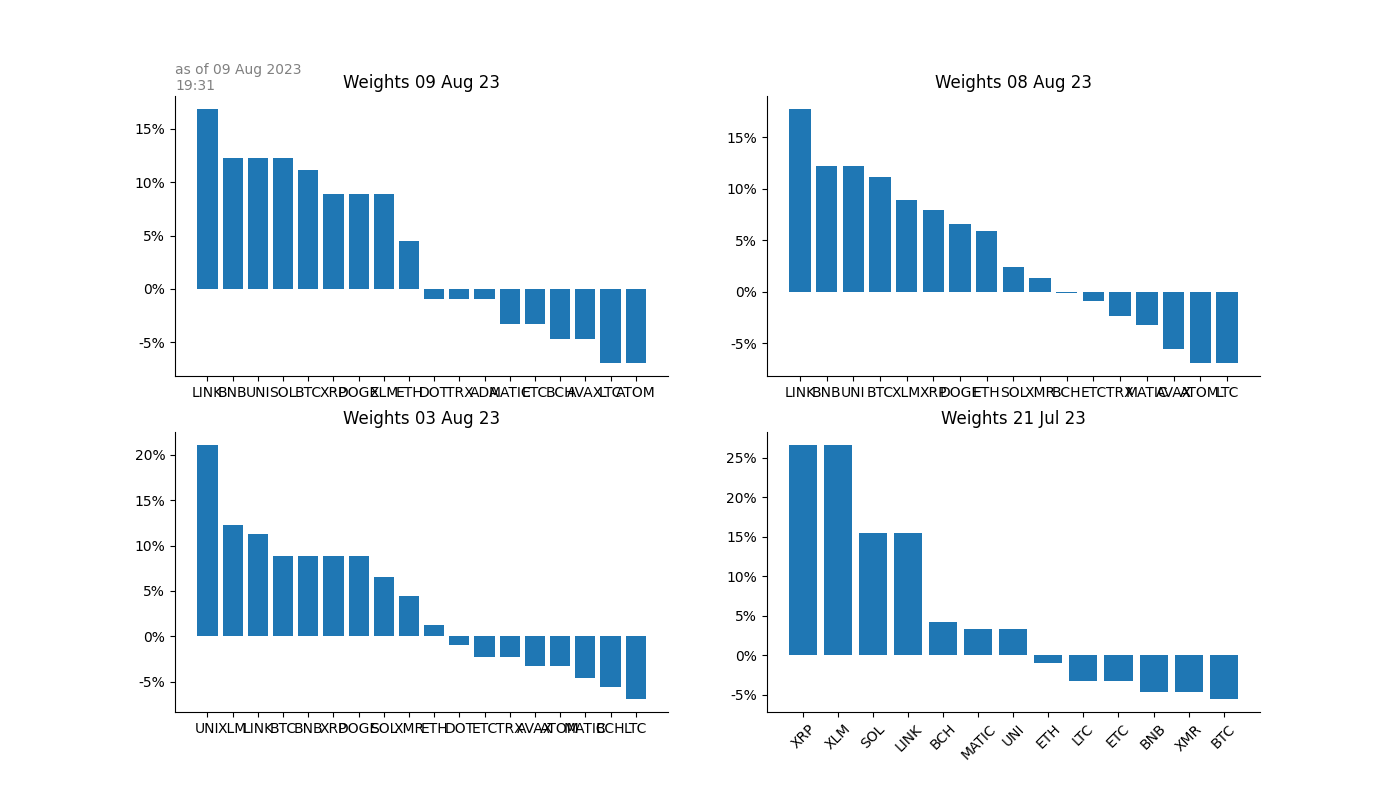 as of 09 Aug 2023
19:31
Weights 09 Aug 23
15%
10%
5%
0%
-5%
LINK BNB UNI SOL BTC XRP DOGE XLM ETH DOT TRX ADA MATIC ETC BCH AVAX LTC ATOM
Weights 08 Aug 23
15%
10%
5%
0%
-5%
LINK BNB UNI BTC XLM XRP DOGE ETH SOL XMR BCH ETC TRX MATIC AVAX ATOM LTC
Weights 03 Aug 23
20%
15%
10%
5%
0%
-5%
UNI XLM LINK BTC BNB XRP DOGE SOL XMR ETH DOT ETC TRX AVAX ATOM MATIC BCH LTC
Weights 21 Jul 23
25%
20%
15%
10%
5%
0%
-5%
XRP XLM SOL LINK BCH MATIC UNI ETH LTC ETC BNB XMR BTC